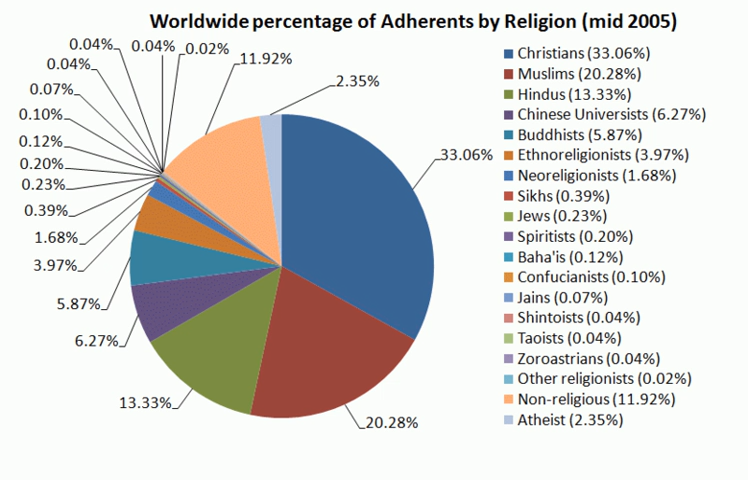 Worldwide percentage of Adherents by Religion (mid 2005)
0.04%
0.04%
0.02%
11.92%
2.35%
0.04%
0.07%
0.10%
0.12%
0.20%
0.23%
0.39%
1.68%
3.97%
5.87%
6.27%
13.33%
20.28%
33.06%
Christians (33.06%)
Muslims (20.28%)
Hindus (13.33%)
Chinese Universists (6.27%)
Buddhists (5.87%)
Ethnoreligionists (3.97%)
Neoreligionists (1.68%)
Sikhs (0.39%)
Jews (0.23%)
Spiritists (0.20%)
Baha'is (0.12%)
Confucianists (0.10%)
Jains (0.07%)
Shintoists (0.04%)
Taoists (0.04%)
Zoroastrians (0.04%)
Other religionists (0.02%)
Non-religious (11.92%)
Atheist (2.35%)